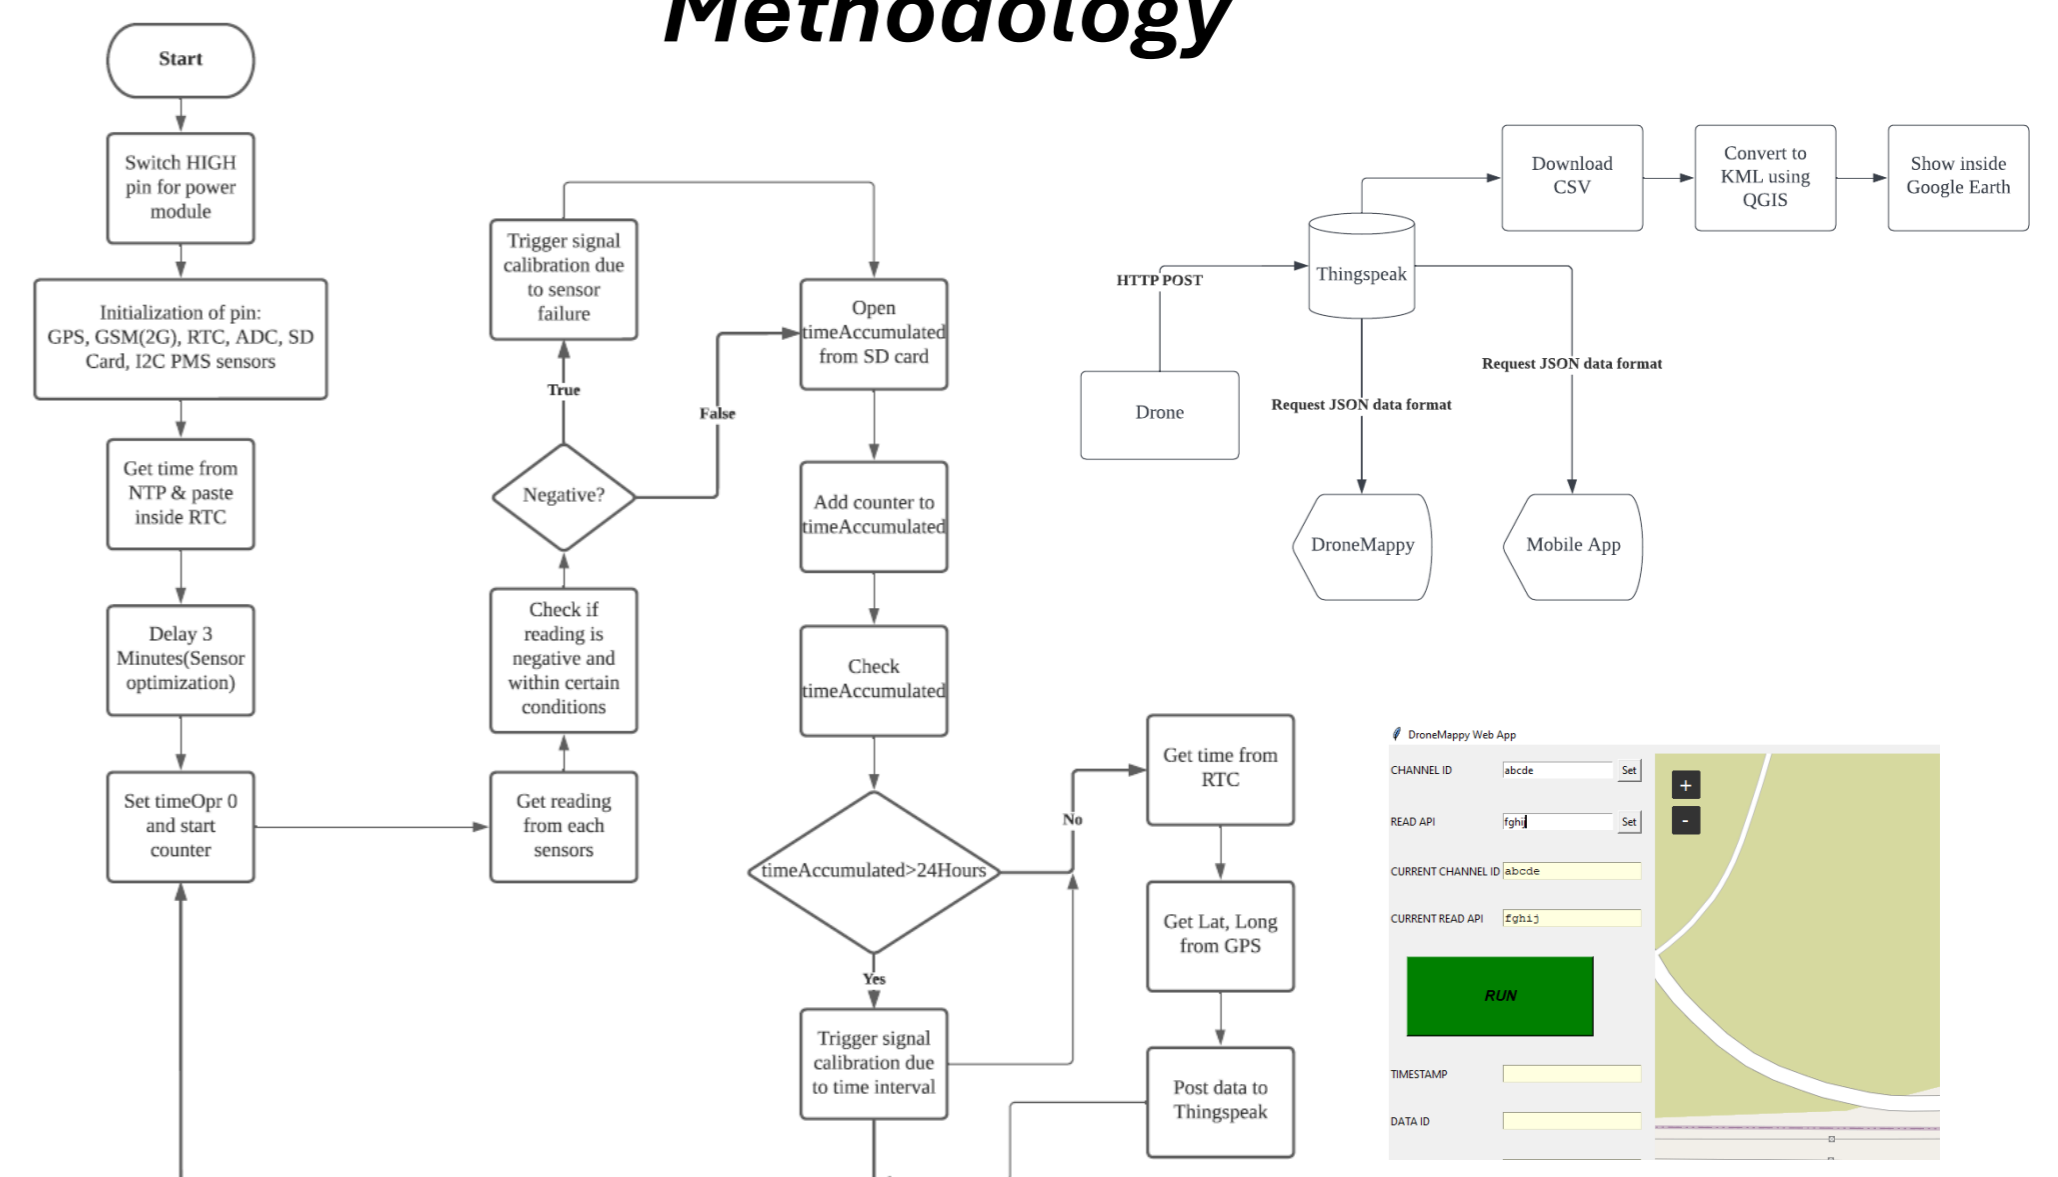 Methodology
Start
Switch HIGH
pin for power
module
Initialization of pin:
GPS, GSM(2G), RTC, ADC, SD
Card, I2C PMS sensors
Get time from
NTP & paste
inside RTC
Delay 3
Minutes(Sensor
optimization)
Set timeOpr 0
and start
counter
Get reading
from each
sensors
Check if
reading is
negative and
within certain
conditions
Negative?
True
False
Trigger signal
calibration due
to sensor
failure
Open
timeAccumulated
from SD card
Add counter to
timeAccumulated
Check
timeAccumulated
timeAccumulated>24Hours
No
Yes
Trigger signal
calibration due
to time interval
Get time from
RTC
Get Lat, Long
from GPS
Post data to
Thingspeak
Drone
HTTP POST
Thingspeak
Download
CSV
Convert to
KML using
QGIS
Show inside
Google Earth
Request JSON data format
Request JSON data format
DroneMappy
Mobile App
DroneMappy Web App
CHANNEL ID abcde Set
READ API fghij Set
CURRENT CHANNEL ID abcde
CURRENT READ API fghij
RUN
TIMESTAMP
DATA ID
+
-